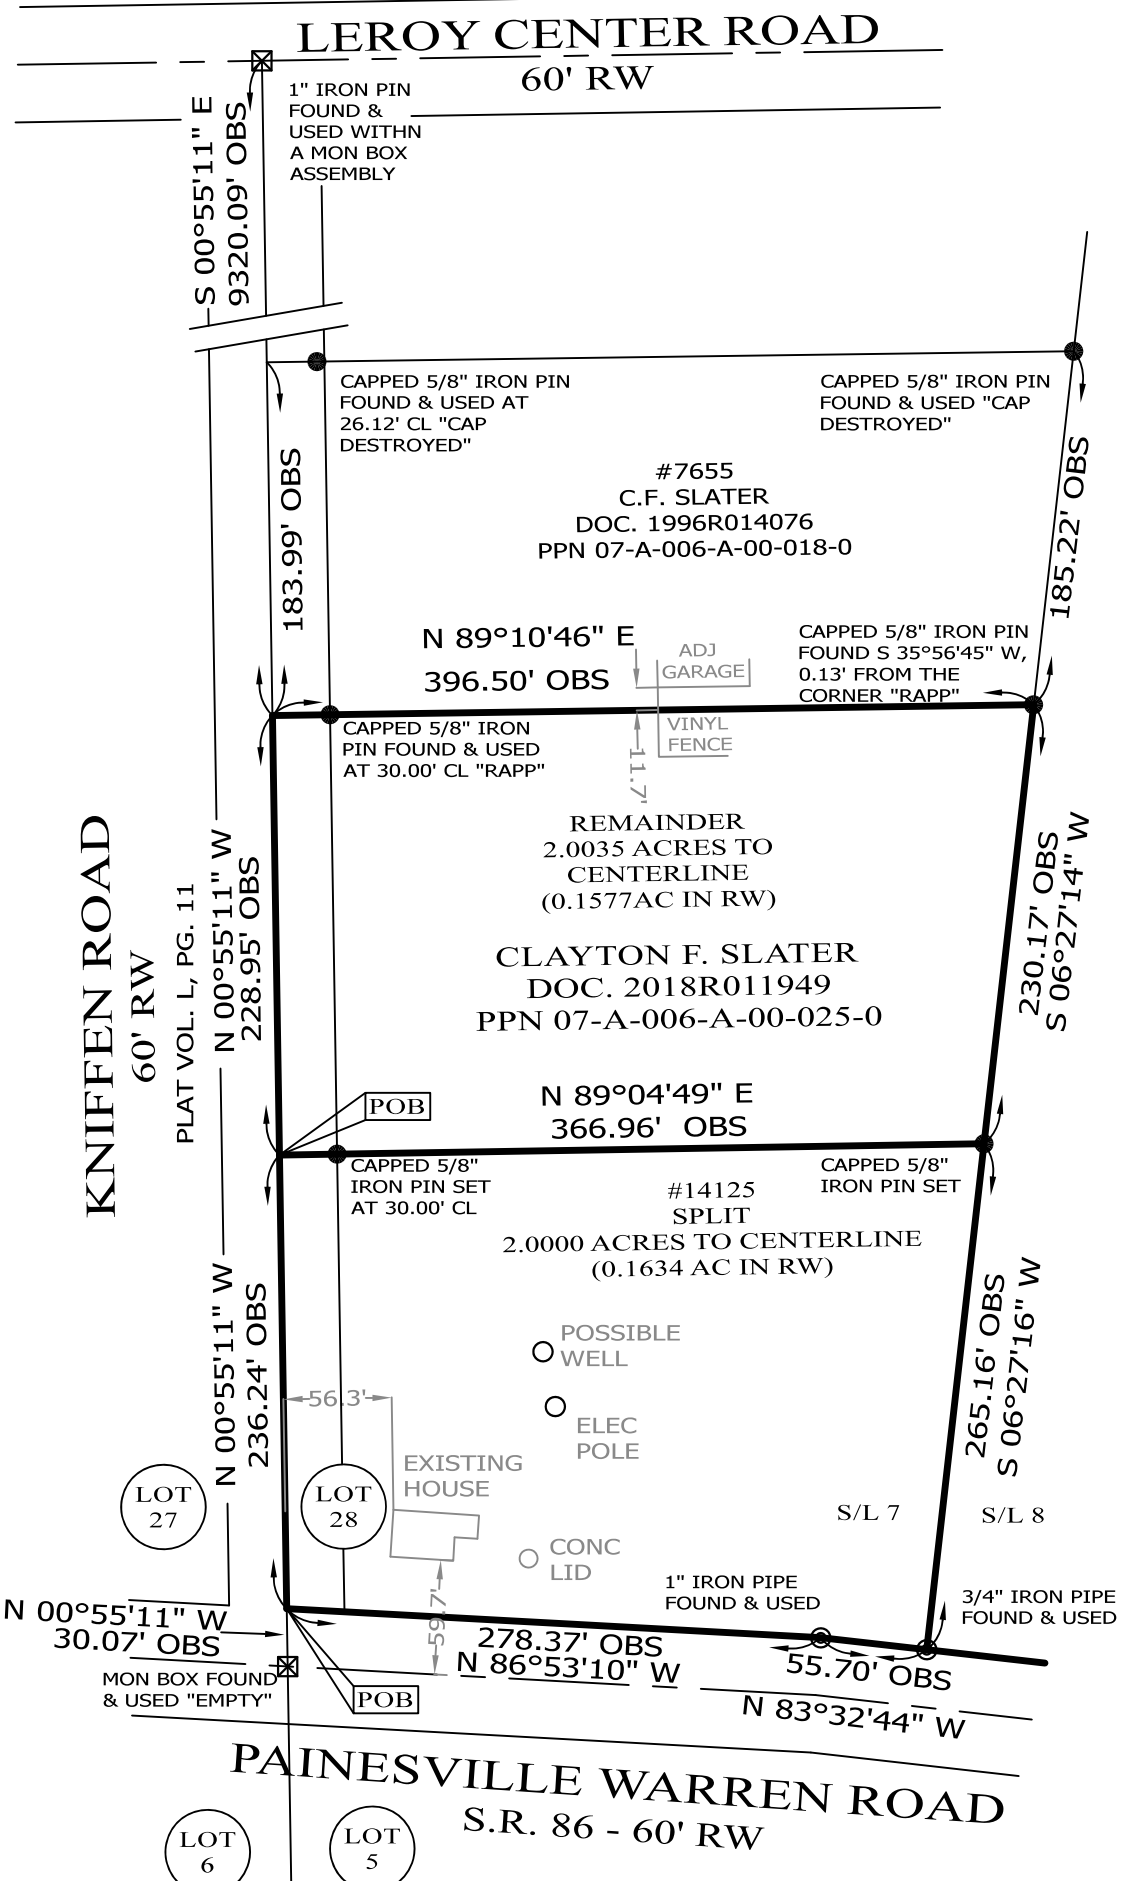 LEROY CENTER ROAD
60' RW
1" IRON PIN
FOUND &
USED WITHN
A MON BOX
ASSEMBLY
S 00°55'11" E
9320.09' OBS
CAPPED 5/8" IRON PIN
FOUND & USED AT
26.12' CL "CAP
DESTROYED"
CAPPED 5/8" IRON PIN
FOUND & USED "CAP
DESTROYED"
183.99' OBS
#7655
C.F. SLATER
DOC. 1996R014076
PPN 07-A-006-A-00-018-0
185.22' OBS
N 89°10'46" E
396.50' OBS
ADJ
GARAGE
CAPPED 5/8" IRON PIN
FOUND S 35°56'45" W,
0.13' FROM THE
CORNER "RAPP"
CAPPED 5/8" IRON
PIN FOUND & USED
AT 30.00' CL "RAPP"
VINYL
FENCE
11.7'
REMAINDER
2.0035 ACRES TO
CENTERLINE
(0.1577AC IN RW)
KNIFFEN ROAD
60' RW
PLAT VOL. L, PG. 11
N 00°55'11" W
228.95' OBS
CLAYTON F. SLATER
DOC. 2018R011949
PPN 07-A-006-A-00-025-0
230.17' OBS
S 06°27'14" W
POB
N 89°04'49" E
366.96' OBS
CAPPED 5/8"
IRON PIN SET
AT 30.00' CL
CAPPED 5/8"
IRON PIN SET
#14125
SPLIT
2.0000 ACRES TO CENTERLINE
(0.1634 AC IN RW)
N 00°55'11" W
236.24' OBS
POSSIBLE
WELL
56.3'
ELEC
POLE
265.16' OBS
S 06°27'16" W
EXISTING
HOUSE
LOT
27
LOT
28
S/L 7
S/L 8
CONC
LID
1" IRON PIPE
FOUND & USED
3/4" IRON PIPE
FOUND & USED
N 00°55'11" W
30.07' OBS
59.7'
278.37' OBS
N 86°53'10" W
55.70' OBS
N 83°32'44" W
MON BOX FOUND
& USED "EMPTY"
POB
PAINESVILLE WARREN ROAD
S.R. 86 - 60' RW
LOT
6
LOT
5